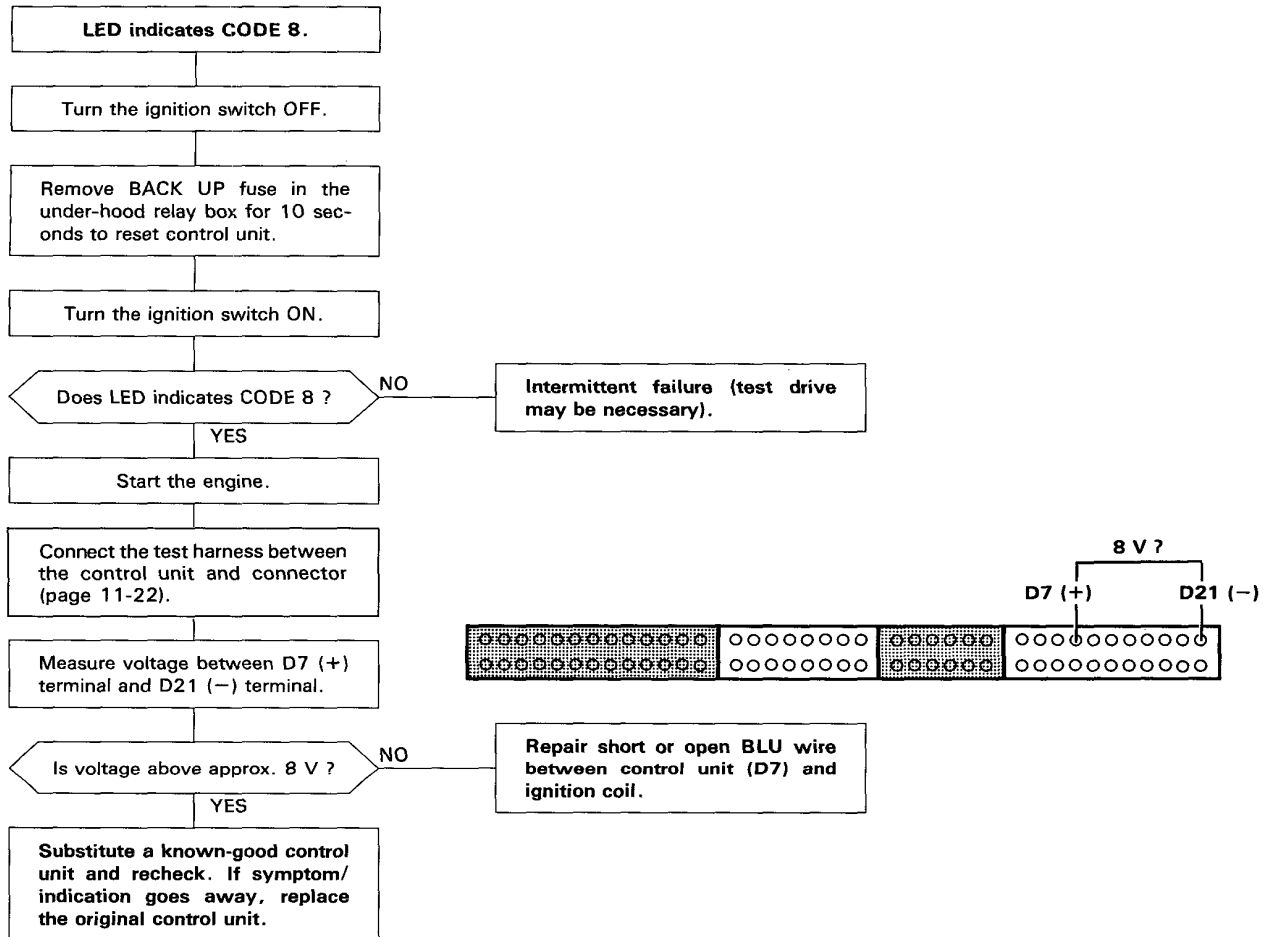 LED indicates CODE 8.
Turn the ignition switch OFF.
Remove BACK UP fuse in the
under-hood relay box for 10 sec-
onds to reset control unit.
Turn the ignition switch ON.
Does LED indicates CODE 8 ?
NO
Intermittent failure (test drive
may be necessary).
YES
Start the engine.
Connect the test harness between
the control unit and connector
(page 11-22).
8 V ?
D7 (+)
D21 (−)
Measure voltage between D7 (+)
terminal and D21 (−) terminal.
Is voltage above approx. 8 V ?
NO
Repair short or open BLU wire
between control unit (D7) and
ignition coil.
YES
Substitute a known-good control
unit and recheck. If symptom/
indication goes away, replace
the original control unit.